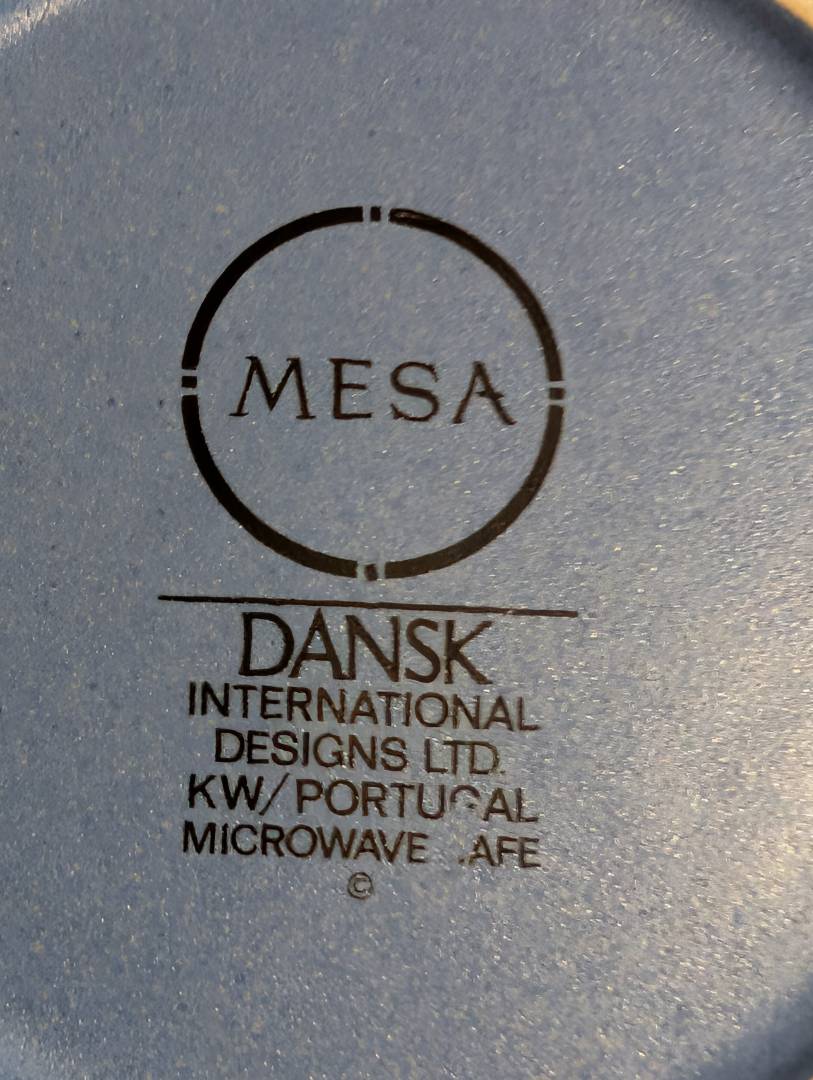 MESA
DANSK
INTERNATIONAL
DESIGNS LTD.
KW/PORTUGAL
MICROWAVE .AFE
©